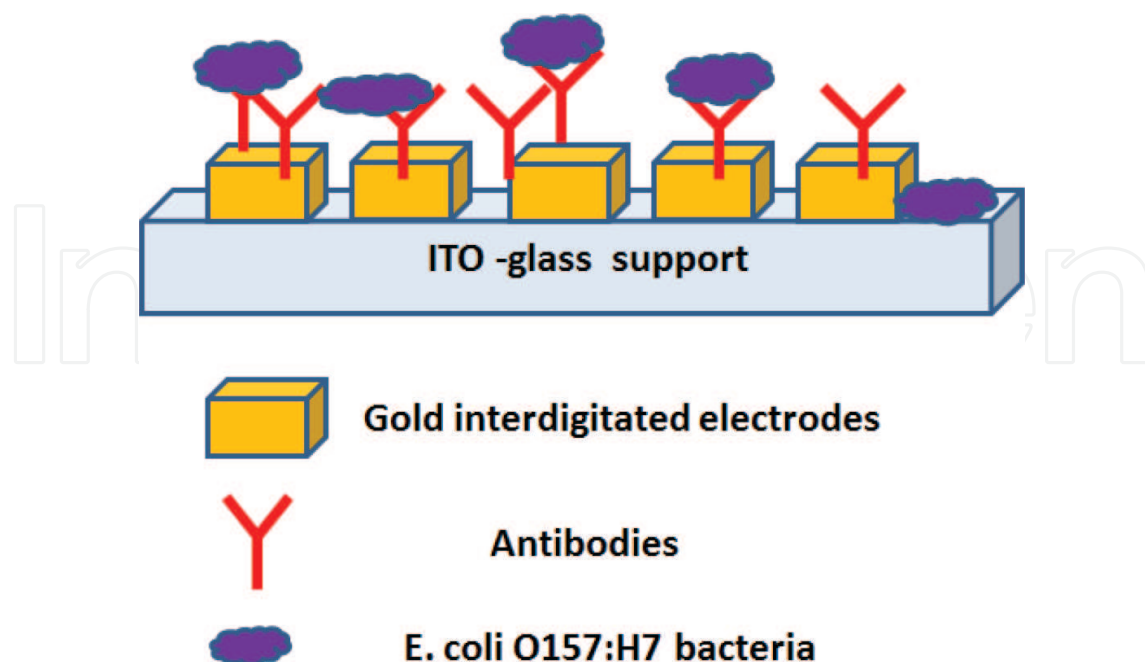 ITO -glass support
Gold interdigitated electrodes
Antibodies
E. coli O157:H7 bacteria